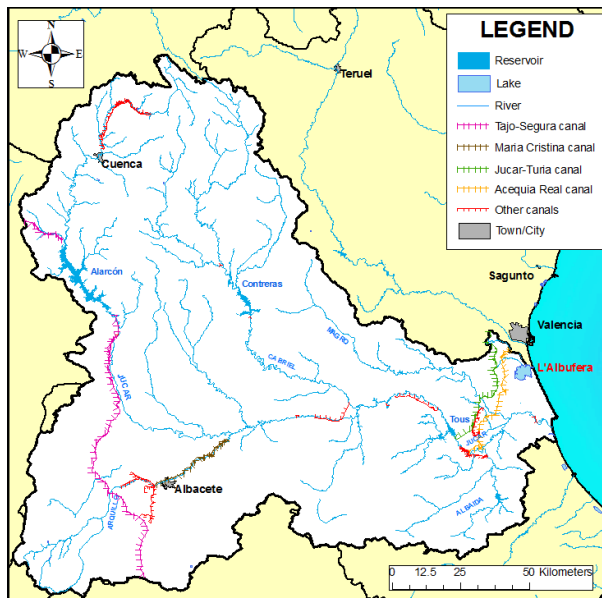 N
W E
S
Teruel
Cuenca
Alarcón
Contreras
Sagunto
Valencia
L'Albufera
MAGRO
CABRIEL
JUCAR
Tous
JUCAR
Albacete
ALBAIDA
LEGEND
Reservoir
Lake
River
Tajo-Segura canal
Maria Cristina canal
Jucar-Turia canal
Acequia Real canal
Other canals
Town/City
0 12.5 25 50 Kilometers